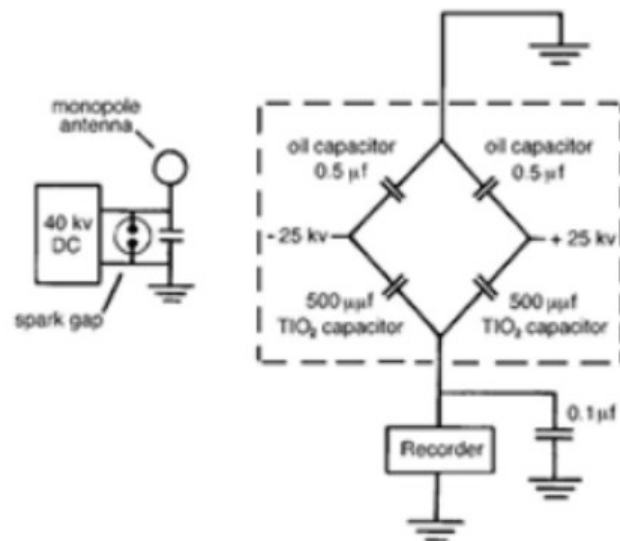 monopole
antenna
40 kv
DC
spark gap
oil capacitor
0.5 μf
oil capacitor
0.5 μf
- 25 kv
+ 25 kv
500 μμf
TIO₂ capacitor
500 μμf
TIO₂ capacitor
0.1 μf
Recorder